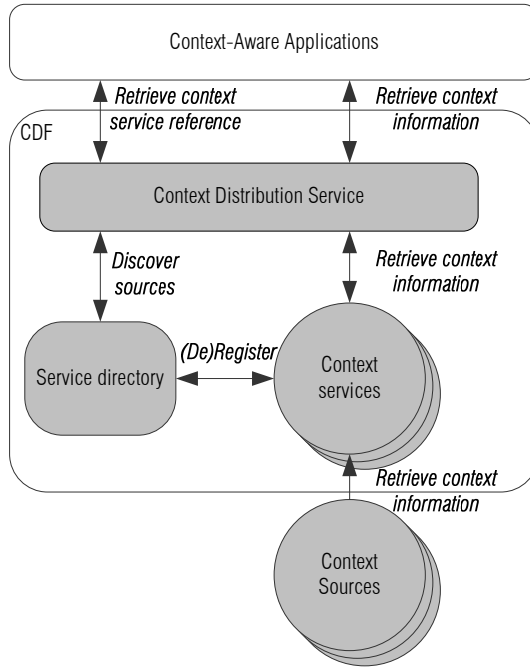 Context-Aware Applications
Retrieve context
service reference
Retrieve context
information
CDF
Context Distribution Service
Discover
sources
Retrieve context
information
Service directory
(De)Register
Context
services
Retrieve context
information
Context
Sources